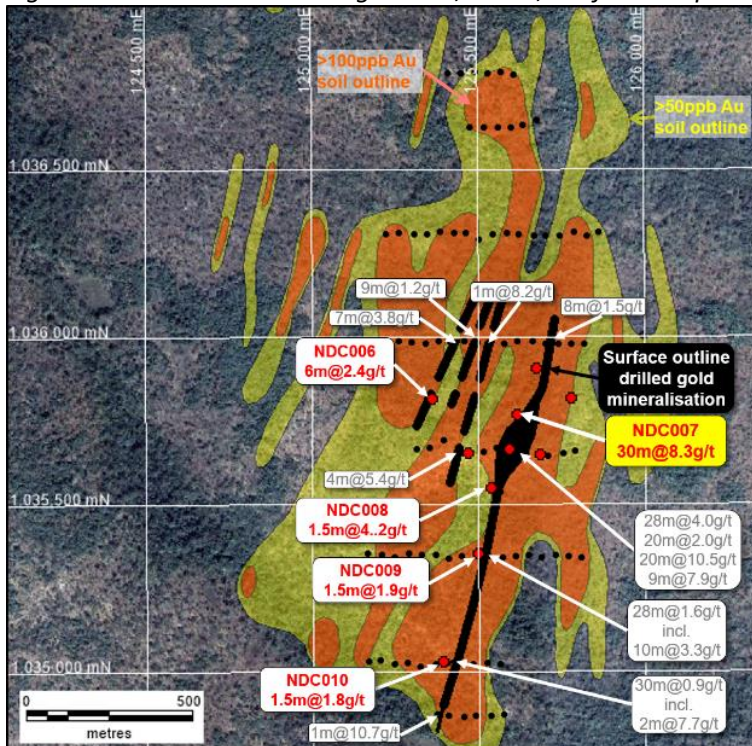 124,500 mE
125,000 mE
125,500 mE
126,000 mE
>100ppb Au
soil outline
>50ppb Au
soil outline
1,036 500 mN
9m@1.2g/t
1m@8.2g/t
7m@3.8g/t
8m@1.5g/t
1,036 000 mN
NDC006
6m@2.4g/t
Surface outline
drilled gold
mineralisation
NDC007
30m@8.3g/t
4m@5.4g/t
NDC008
1.5m@4..2g/t
1,035,500 mN
28m@4.0g/t
20m@2.0g/t
20m@10.5g/t
9m@7.9g/t
NDC009
1.5m@1.9g/t
28m@1.6g/t
incl.
10m@3.3g/t
1,035 000 mN
NDC010
1.5m@1.8g/t
30m@0.9g/t
incl.
2m@7.7g/t
0 500
metres
1m@10.7g/t